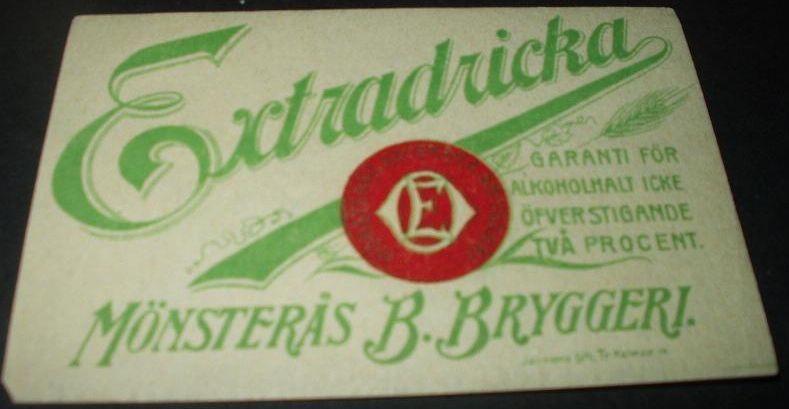 Extradricka
GARANTI FÖR
ALKOHOLHALT ICKE
ÖFVERSTIGANDE
TVÅ PROCENT.
E
MÖNSTERÅS B. BRYGGERI.